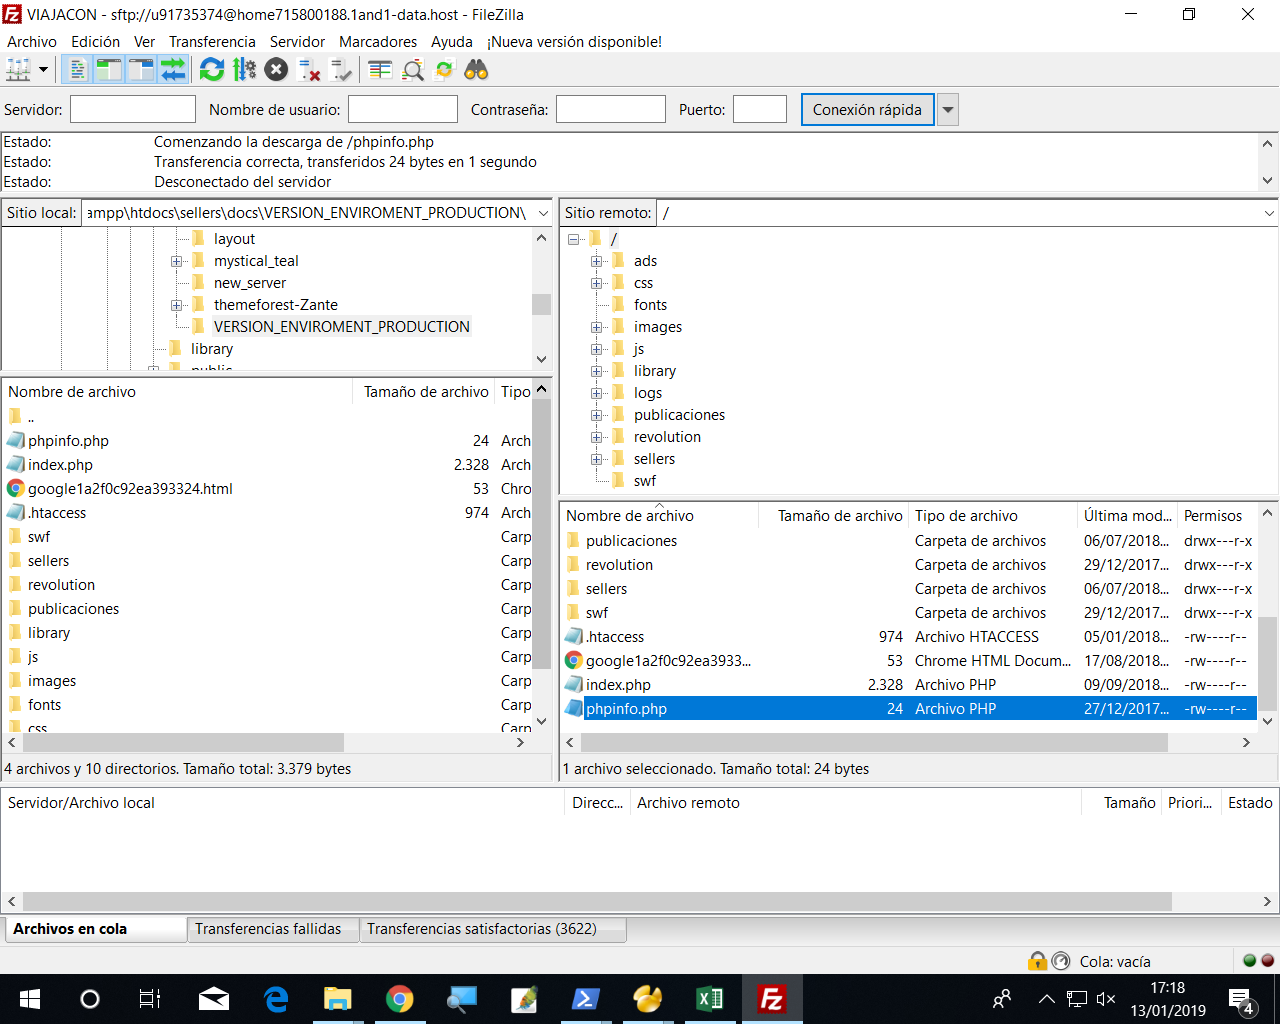 VIAJACON - sftp://u91735374@home715800188.1and1-data.host - FileZilla
Archivo Edición Ver Transferencia Servidor Marcadores Ayuda ¡Nueva versión disponible!
Servidor: Nombre de usuario: Contraseña: Puerto: Conexión rápida
Estado: Comenzando la descarga de /phpinfo.php
Estado: Transferencia correcta, transferidos 24 bytes en 1 segundo
Estado: Desconectado del servidor
Sitio local: ampp\htdocs\sellers\docs\VERSION_ENVIROMENT_PRODUCTION\
layout
mystical_teal
new_server
themeforest-Zante
VERSION_ENVIROMENT_PRODUCTION
library
public
Nombre de archivo Tamaño de archivo Tipo
..
phpinfo.php 24 Arch
index.php 2.328 Arch
google1a2f0c92ea393324.html 53 Chro
.htaccess 974 Arch
swf Carp
sellers Carp
revolution Carp
publicaciones Carp
library Carp
js Carp
images Carp
fonts Carp
css Carp
4 archivos y 10 directorios. Tamaño total: 3.379 bytes
Sitio remoto: /
/
ads
css
fonts
images
js
library
logs
publicaciones
revolution
sellers
swf
Nombre de archivo Tamaño de archivo Tipo de archivo Última mod... Permisos
publicaciones Carpeta de archivos 06/07/2018... drwx---r-x
revolution Carpeta de archivos 29/12/2017... drwx---r-x
sellers Carpeta de archivos 06/07/2018... drwx---r-x
swf Carpeta de archivos 29/12/2017... drwx---r-x
.htaccess 974 Archivo HTACCESS 05/01/2018... -rw----r--
google1a2f0c92ea3933... 53 Chrome HTML Docum... 17/08/2018... -rw----r--
index.php 2.328 Archivo PHP 09/09/2018... -rw----r--
phpinfo.php 24 Archivo PHP 27/12/2017... -rw----r--
1 archivo seleccionado. Tamaño total: 24 bytes
Servidor/Archivo local Direcc... Archivo remoto Tamaño Priori... Estado
Archivos en cola Transferencias fallidas Transferencias satisfactorias (3622)
Cola: vacía
17:18
13/01/2019
4